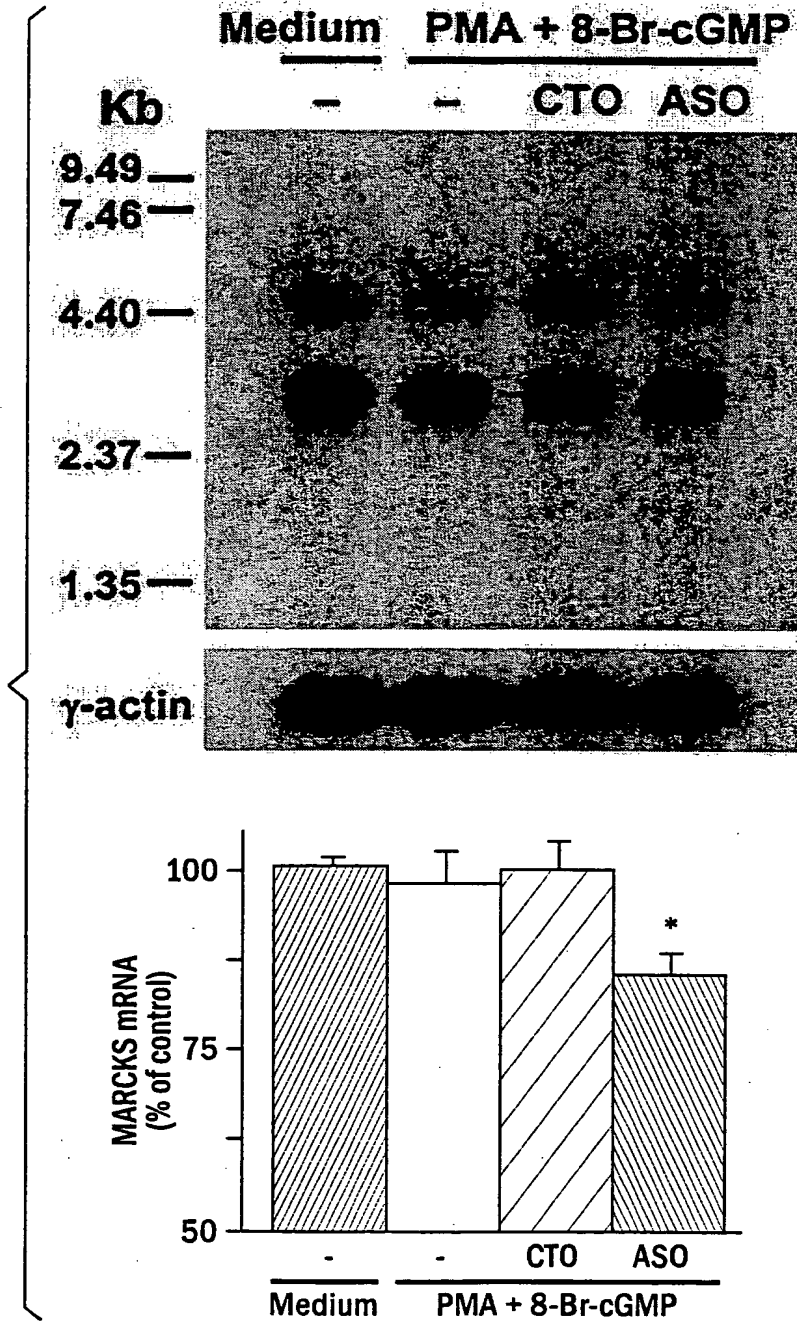 Medium PMA + 8-Br-cGMP
Kb - - CTO ASO
9.49
7.46
4.40
2.37
1.35
γ-actin
100
*
MARCKS mRNA
(% of control)
75
50
- - CTO ASO
Medium PMA + 8-Br-cGMP